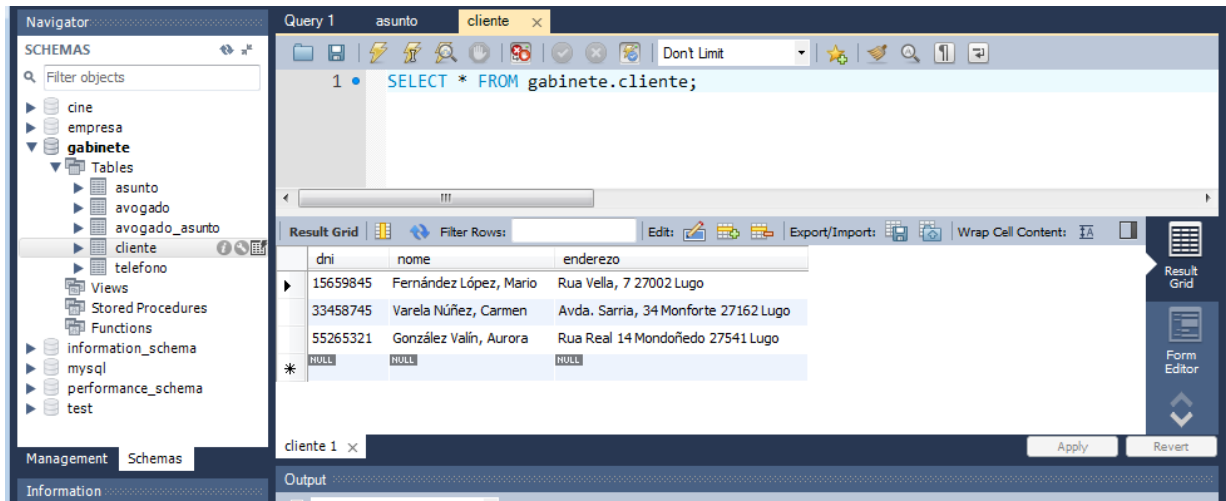 Navigator
SCHEMAS
Filter objects
cine
empresa
gabinete
Tables
asunto
avogado
avogado_asunto
cliente
telefono
Views
Stored Procedures
Functions
information_schema
mysql
performance_schema
test
Management Schemas
Information
Query 1 asunto cliente
Don't Limit
1 SELECT * FROM gabinete.cliente;
Result Grid Filter Rows: Edit: Export/Import: Wrap Cell Content:
dni nome enderezo
15659845 Fernández López, Mario Rua Vella, 7 27002 Lugo
33458745 Varela Núñez, Carmen Avda. Sarria, 34 Monforte 27162 Lugo
55265321 González Valín, Aurora Rua Real 14 Mondoñedo 27541 Lugo
NULL NULL NULL
Result
Grid
Form
Editor
cliente 1 Apply Revert
Output